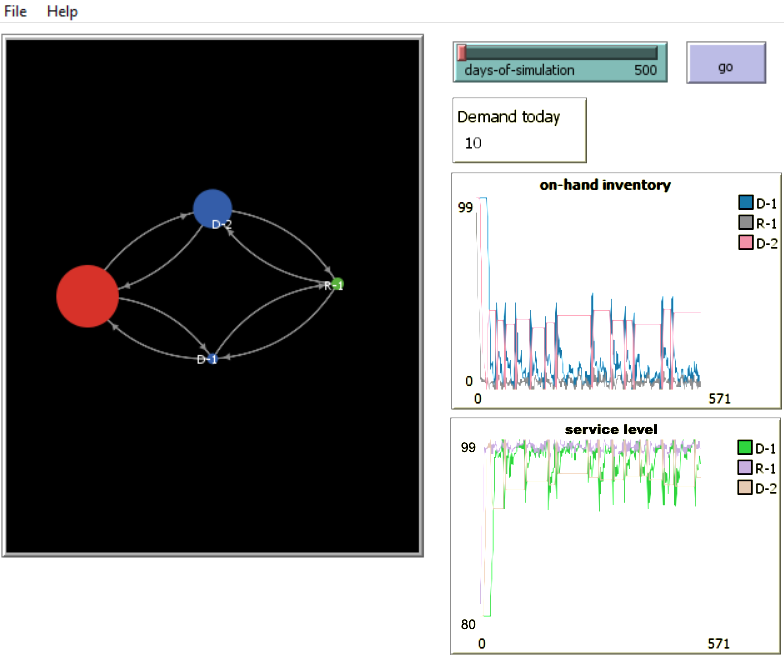 File Help
days-of-simulation 500
go
Demand today
10
on-hand inventory
99
D-1
R-1
D-2
0
0 571
service level
99
D-1
R-1
D-2
80
0 571
D-2
R-1
D-1